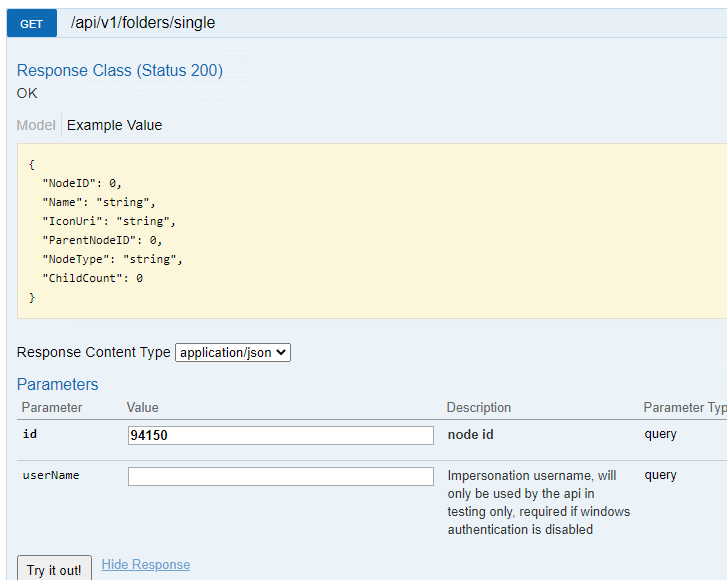 GET /api/v1/folders/single
Response Class (Status 200)
OK
Model Example Value
{
"NodeID": 0,
"Name": "string",
"IconUri": "string",
"ParentNodeID": 0,
"NodeType": "string",
"ChildCount": 0
}
Response Content Type application/json
Parameters
Parameter Value Description Parameter Typ
id 94150 node id query
userName Impersonation username, will query
only be used by the api in
testing only, required if windows
authentication is disabled
Try it out! Hide Response